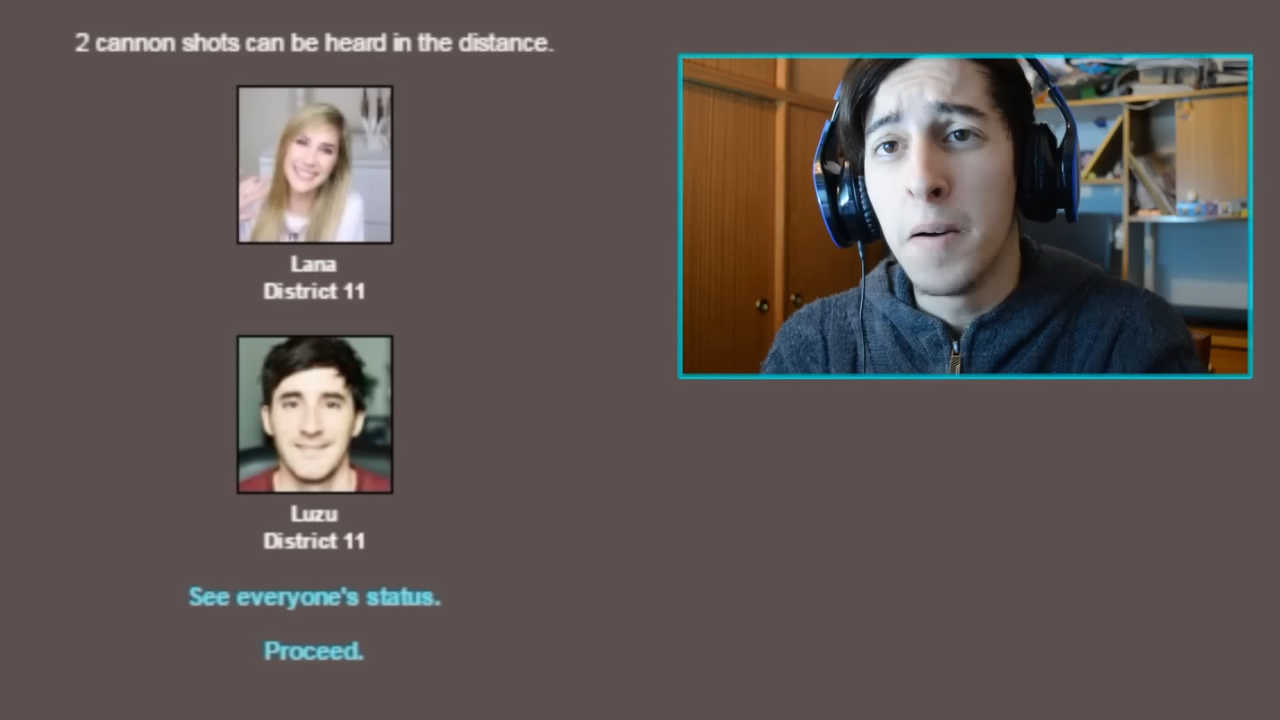 2 cannon shots can be heard in the distance.
Lana
District 11
Luzu
District 11
See everyone's status.
Proceed.